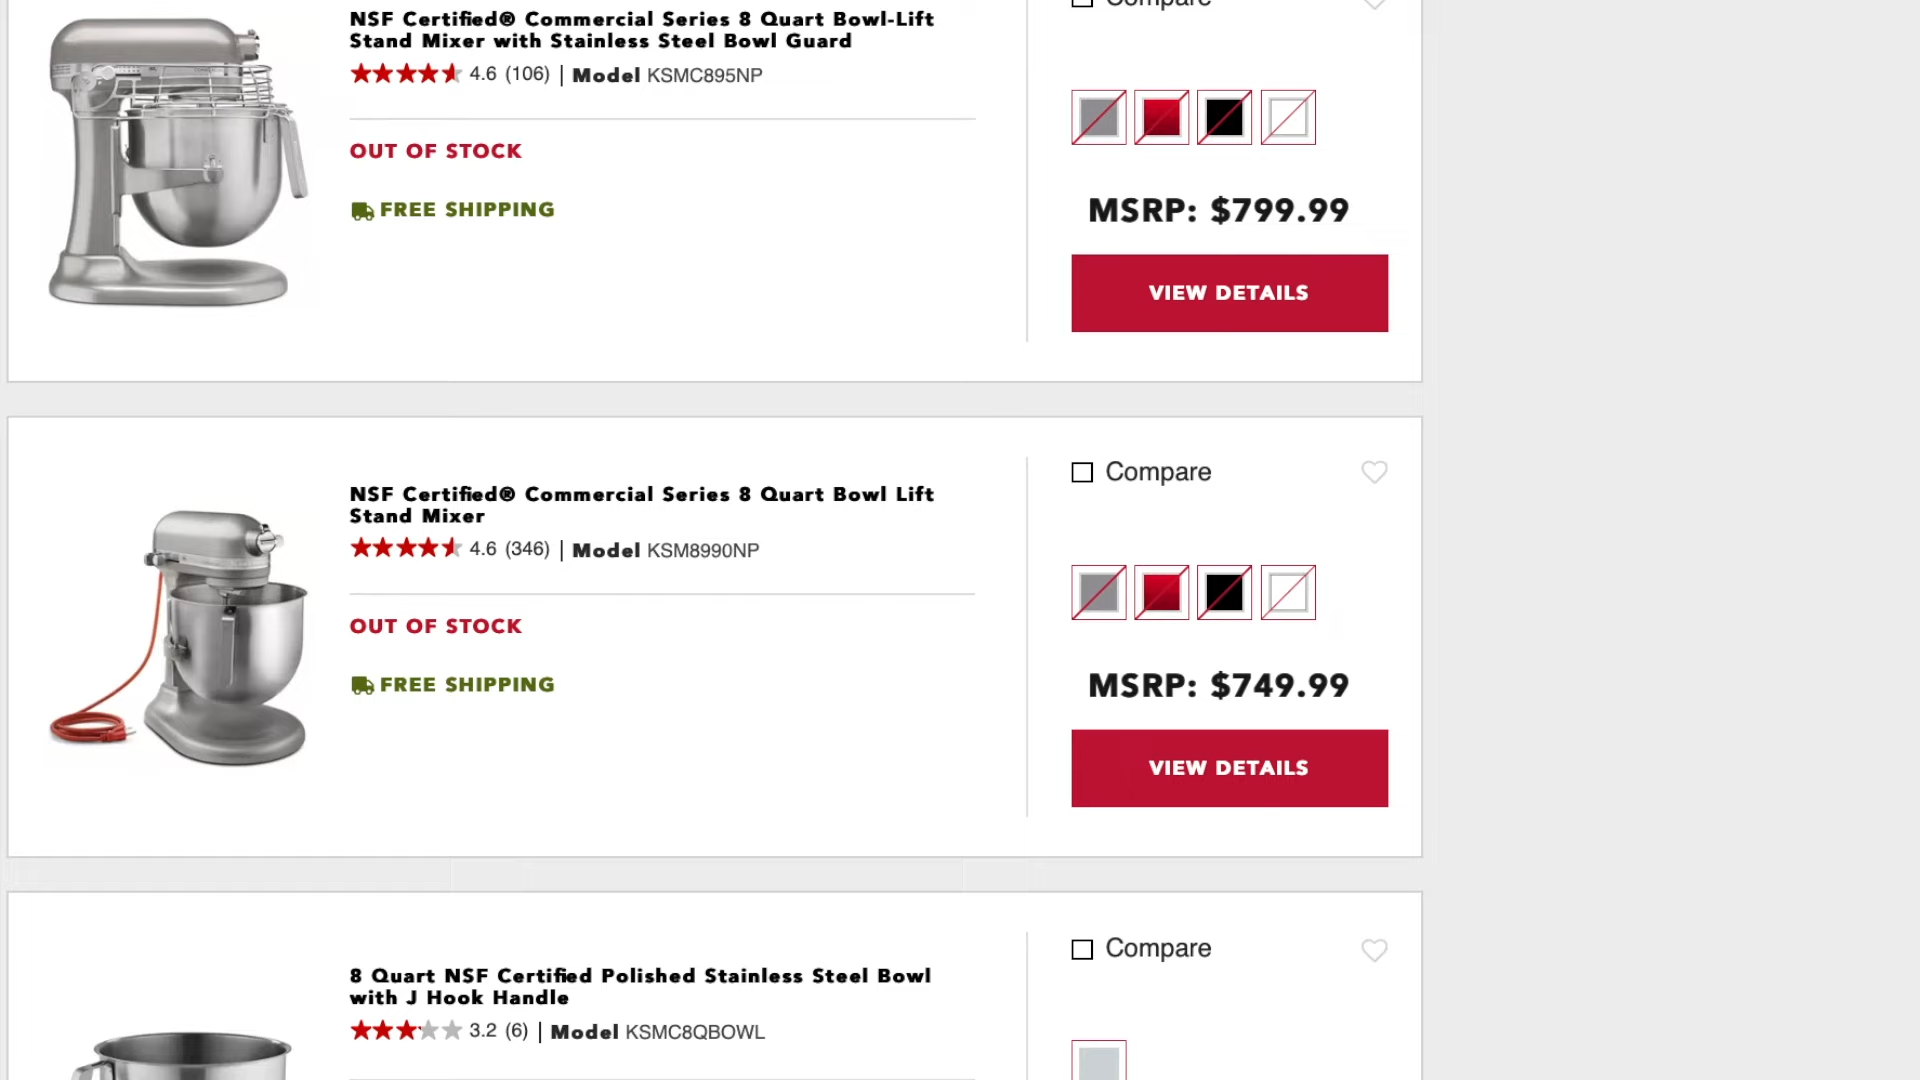 Compare
NSF Certified® Commercial Series 8 Quart Bowl-Lift
Stand Mixer with Stainless Steel Bowl Guard
4.6 (106) | Model KSMC895NP
OUT OF STOCK
FREE SHIPPING
MSRP: $799.99
VIEW DETAILS
Compare
NSF Certified® Commercial Series 8 Quart Bowl Lift
Stand Mixer
4.6 (346) | Model KSM8990NP
OUT OF STOCK
FREE SHIPPING
MSRP: $749.99
VIEW DETAILS
Compare
8 Quart NSF Certified Polished Stainless Steel Bowl
with J Hook Handle
3.2 (6) | Model KSMC8QBOWL